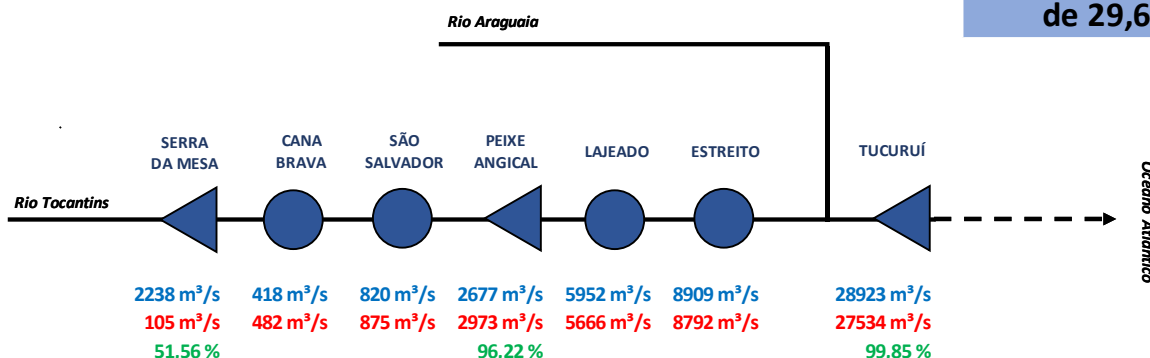 de 29,6
Rio Araguaia
SERRA
DA MESA
CANA
BRAVA
SÃO
SALVADOR
PEIXE
ANGICAL
LAJEADO
ESTREITO
TUCURUÍ
Rio Tocantins
Oceano Atlântico
2238 m³/s 418 m³/s 820 m³/s 2677 m³/s 5952 m³/s 8909 m³/s 28923 m³/s
105 m³/s 482 m³/s 875 m³/s 2973 m³/s 5666 m³/s 8792 m³/s 27534 m³/s
51.56 % 96.22 % 99.85 %